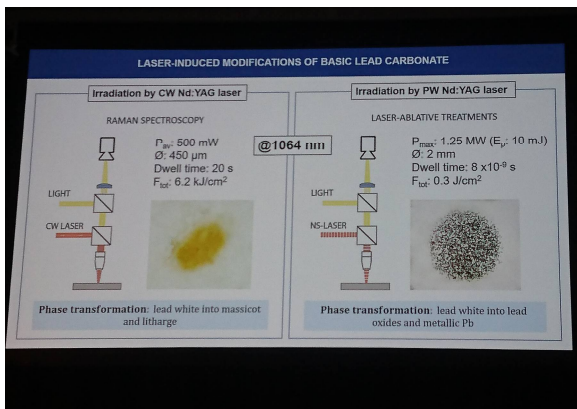 LASER-INDUCED MODIFICATIONS OF BASIC LEAD CARBONATE
Irradiation by CW Nd:YAG laser
RAMAN SPECTROSCOPY
Pav: 500 mW
Ø: 450 µm
Dwell time: 20 s
Ftot: 6.2 kJ/cm²
LIGHT
CW LASER
Phase transformation: lead white into massicot
and litharge
@1064 nm
Irradiation by PW Nd:YAG laser
LASER-ABLATIVE TREATMENTS
Pmax: 1.25 MW (Ep: 10 mJ)
Ø: 2 mm
Dwell time: 8 x10⁻⁹ s
Ftot: 0.3 J/cm²
LIGHT
NS-LASER
Phase transformation: lead white into lead
oxides and metallic Pb